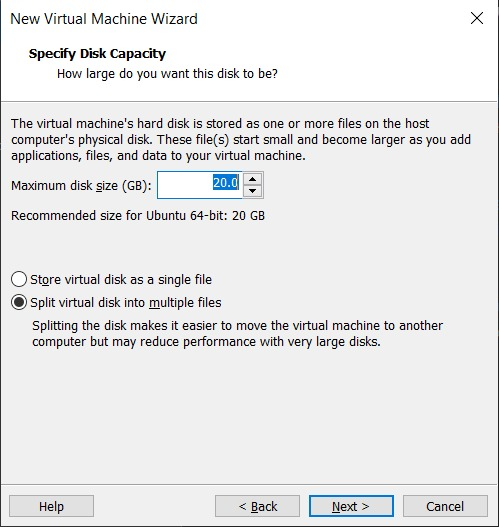 New Virtual Machine Wizard
Specify Disk Capacity
How large do you want this disk to be?
The virtual machine's hard disk is stored as one or more files on the host
computer's physical disk. These file(s) start small and become larger as you add
applications, files, and data to your virtual machine.
Maximum disk size (GB): 20.0
Recommended size for Ubuntu 64-bit: 20 GB
Store virtual disk as a single file
Split virtual disk into multiple files
Splitting the disk makes it easier to move the virtual machine to another
computer but may reduce performance with very large disks.
Help < Back Next > Cancel